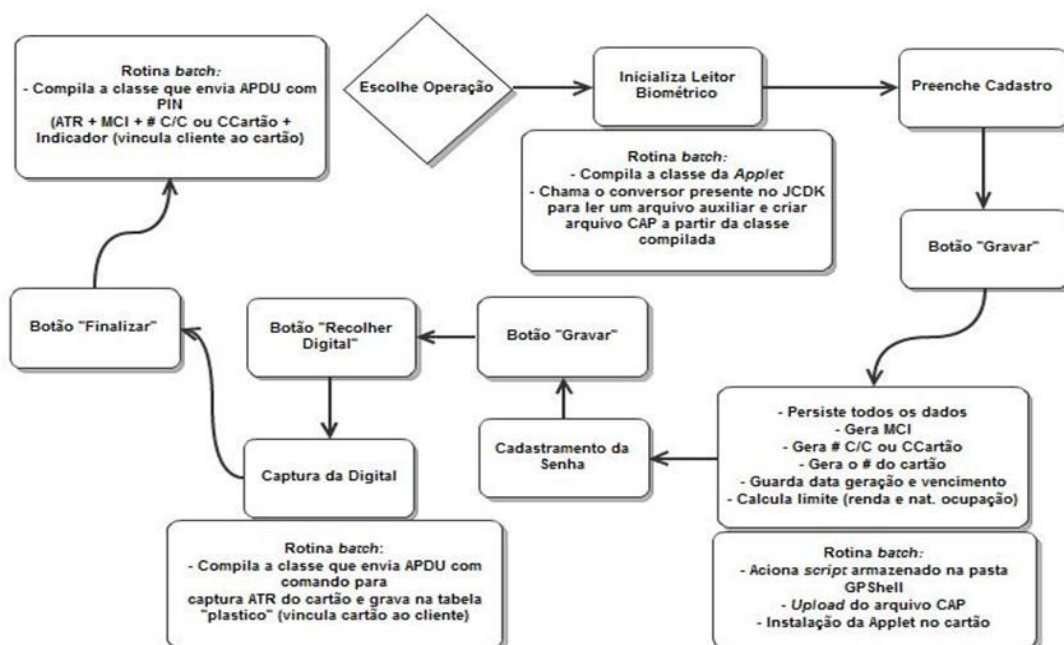 Escolhe Operação
Inicializa Leitor
Biométrico
Rotina batch:
- Compila a classe da Applet
- Chama o conversor presente no JCDK
para ler um arquivo auxiliar e criar
arquivo CAP a partir da classe
compilada
Preenche Cadastro
Botão "Gravar"
- Persiste todos os dados
- Gera MCI
- Gera # C/C ou CCartão
- Gera o # do cartão
- Guarda data geração e vencimento
- Calcula limite (renda e nat. ocupação)
Rotina batch:
- Aciona script armazenado na pasta
GPShell
- Upload do arquivo CAP
- Instalação da Applet no cartão
Cadastramento da
Senha
Botão "Gravar"
Botão "Recolher
Digital"
Captura da Digital
Rotina batch:
- Compila a classe que envia APDU com
comando para
captura ATR do cartão e grava na tabela
"plastico" (vincula cartão ao cliente)
Botão "Finalizar"
Rotina batch:
- Compila a classe que envia APDU com
PIN
(ATR + MCI + # C/C ou CCartão +
Indicador (vincula cliente ao cartão)